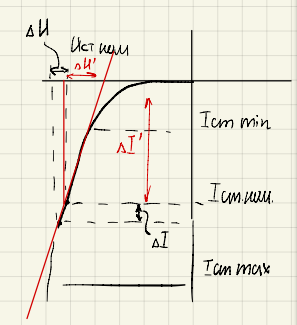 ΔU
Uст ном
ΔU'
Iст min
ΔI'
Iст.ном.
ΔI
Iст max